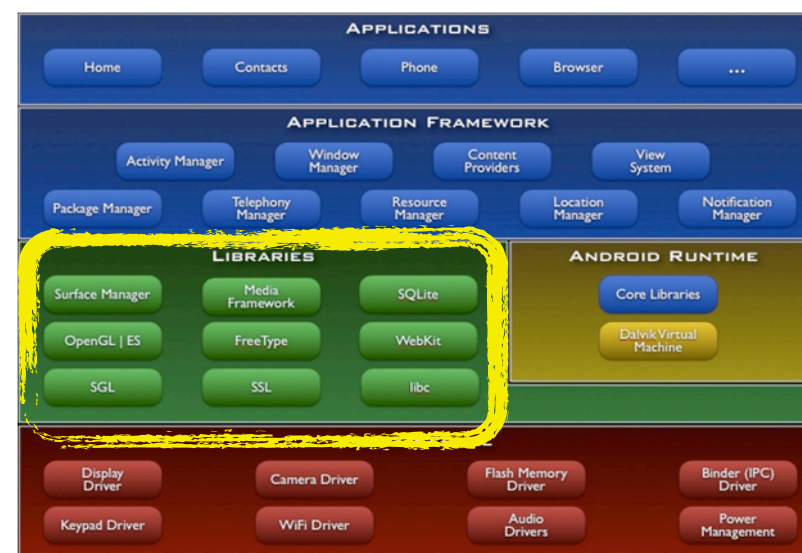 APPLICATIONS
Home
Contacts
Phone
Browser
...
APPLICATION FRAMEWORK
Activity Manager
Window
Manager
Content
Providers
View
System
Package Manager
Telephony
Manager
Resource
Manager
Location
Manager
Notification
Manager
LIBRARIES
Surface Manager
Media
Framework
SQLite
OpenGL | ES
FreeType
WebKit
SGL
SSL
libc
ANDROID RUNTIME
Core Libraries
Dalvik Virtual
Machine
Display
Driver
Camera Driver
Flash Memory
Driver
Binder (IPC)
Driver
Keypad Driver
WiFi Driver
Audio
Drivers
Power
Management